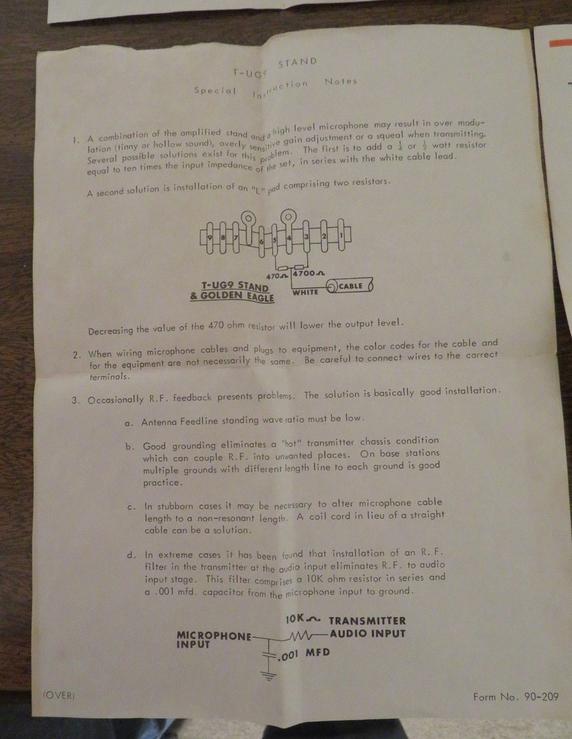 T-UG9 STAND
Special Instruction Notes
1. A combination of the amplified stand and a high level microphone may result in over modu-
lation (tinny or hollow sound), overly sensitive gain adjustment or a squeal when transmitting.
Several possible solutions exist for this problem. The first is to add a ¼ or ½ watt resistor
equal to ten times the input impedance of the set, in series with the white cable lead.
A second solution is installation of an "L" pad comprising two resistors.
9 8 7 6 5 4 3 2 1
470Ω 4700Ω
T-UG9 STAND
& GOLDEN EAGLE
WHITE CABLE
Decreasing the value of the 470 ohm resistor will lower the output level.
2. When wiring microphone cables and plugs to equipment, the color codes for the cable and
for the equipment are not necessarily the same. Be careful to connect wires to the correct
terminals.
3. Occasionally R.F. feedback presents problems. The solution is basically good installation.
a. Antenna Feedline standing wave ratio must be low.
b. Good grounding eliminates a "hot" transmitter chassis condition
which can couple R.F. into unwanted places. On base stations
multiple grounds with different length line to each ground is good
practice.
c. In stubborn cases it may be necessary to alter microphone cable
length to a non-resonant length. A coil cord in lieu of a straight
cable can be a solution.
d. In extreme cases it has been found that installation of an R.F.
filter in the transmitter at the audio input eliminates R.F. to audio
input stage. This filter comprises a 10K ohm resistor in series and
a .001 mfd. capacitor from the microphone input to ground.
10KΩ TRANSMITTER
MICROPHONE AUDIO INPUT
INPUT
.001 MFD
(OVER)
Form No. 90-209